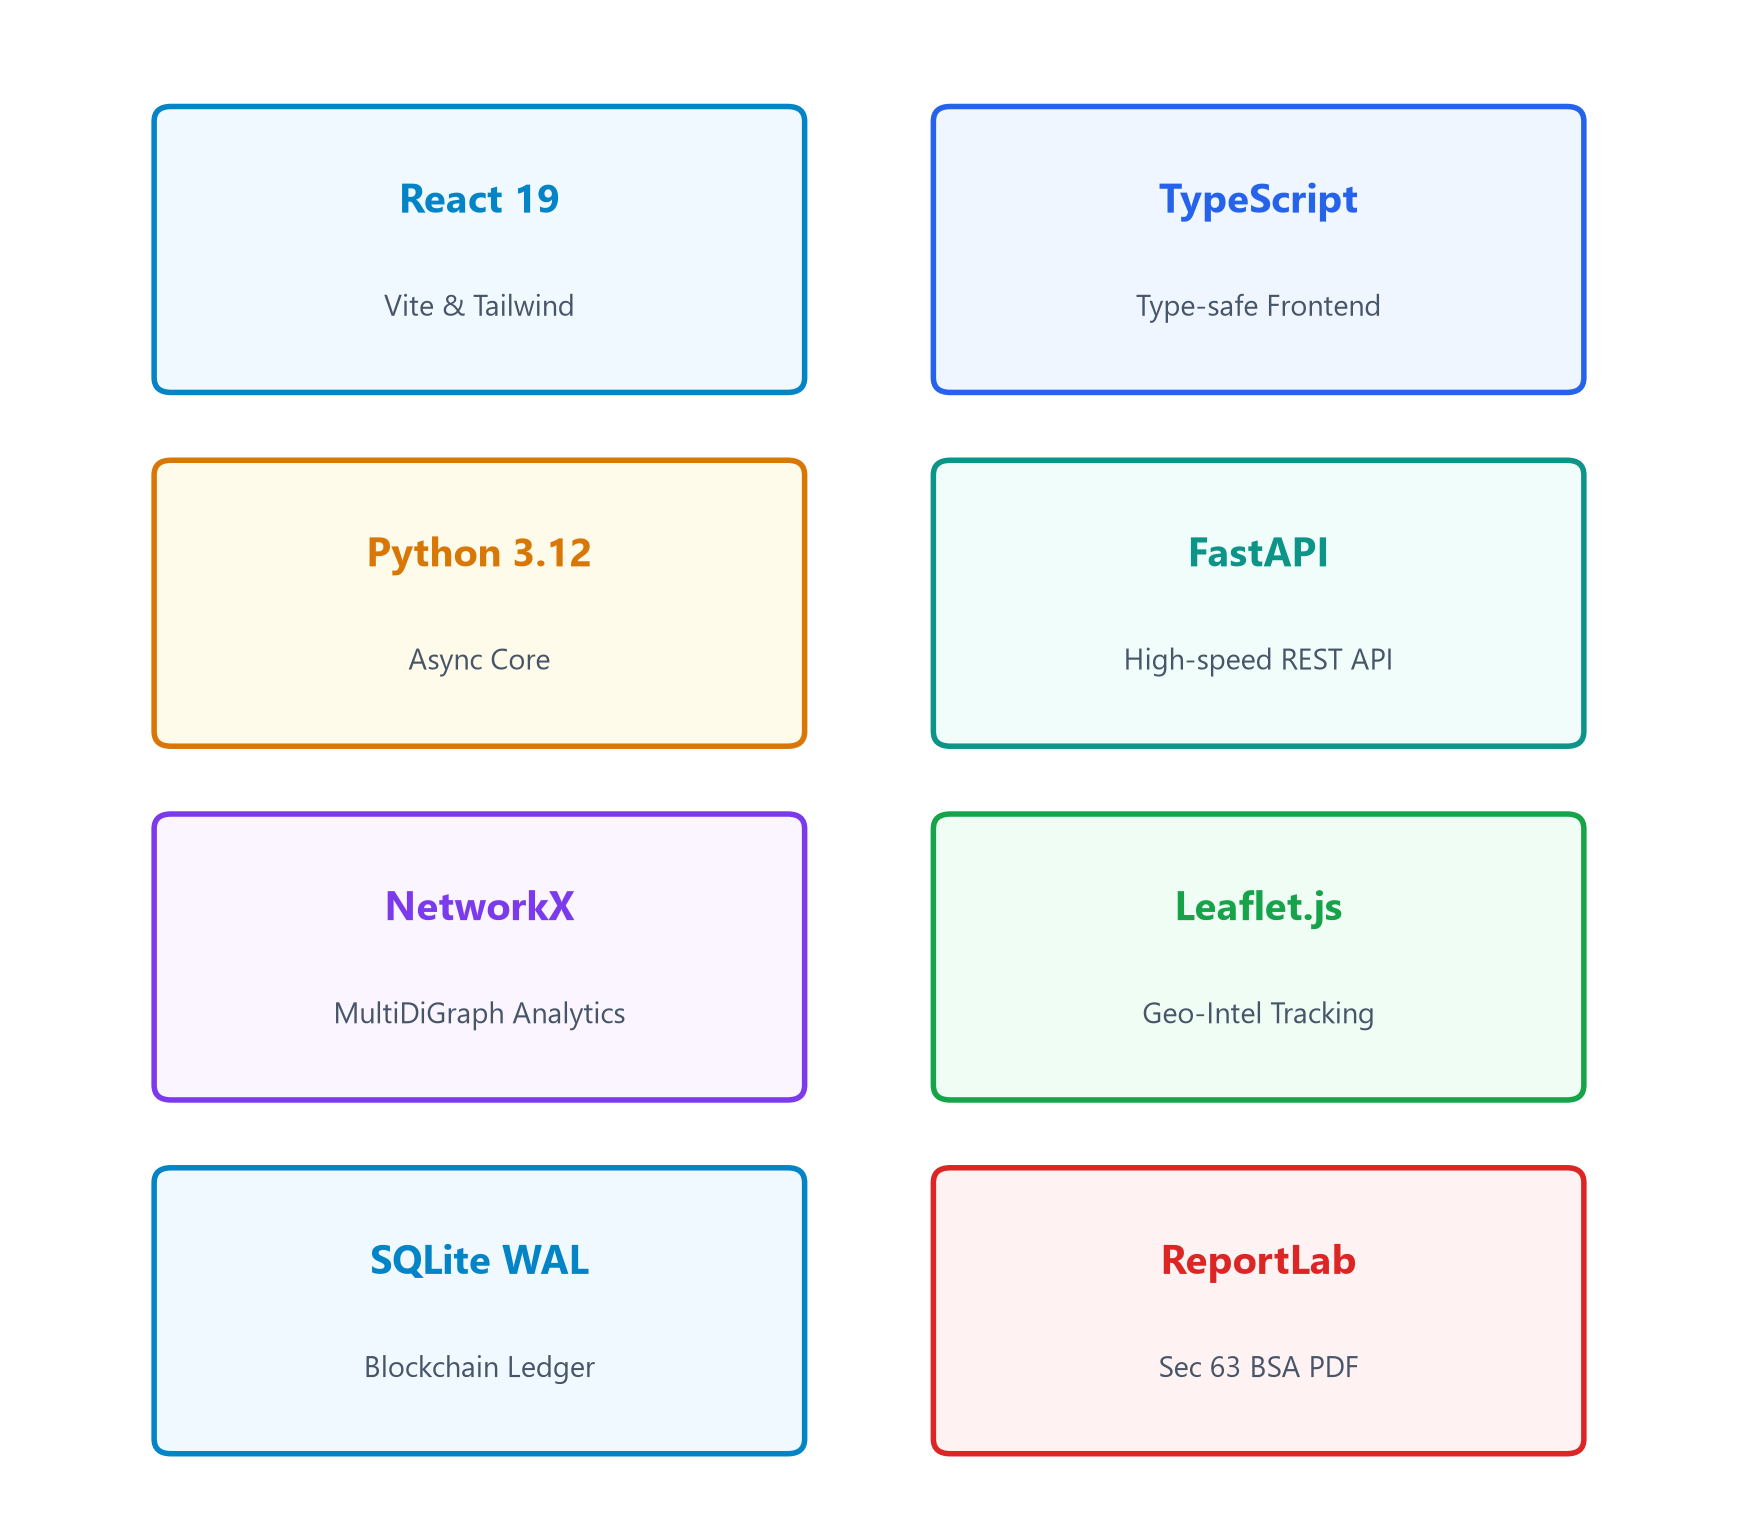 React 19
Vite & Tailwind
TypeScript
Type-safe Frontend
Python 3.12
Async Core
FastAPI
High-speed REST API
NetworkX
MultiDiGraph Analytics
Leaflet.js
Geo-Intel Tracking
SQLite WAL
Blockchain Ledger
ReportLab
Sec 63 BSA PDF